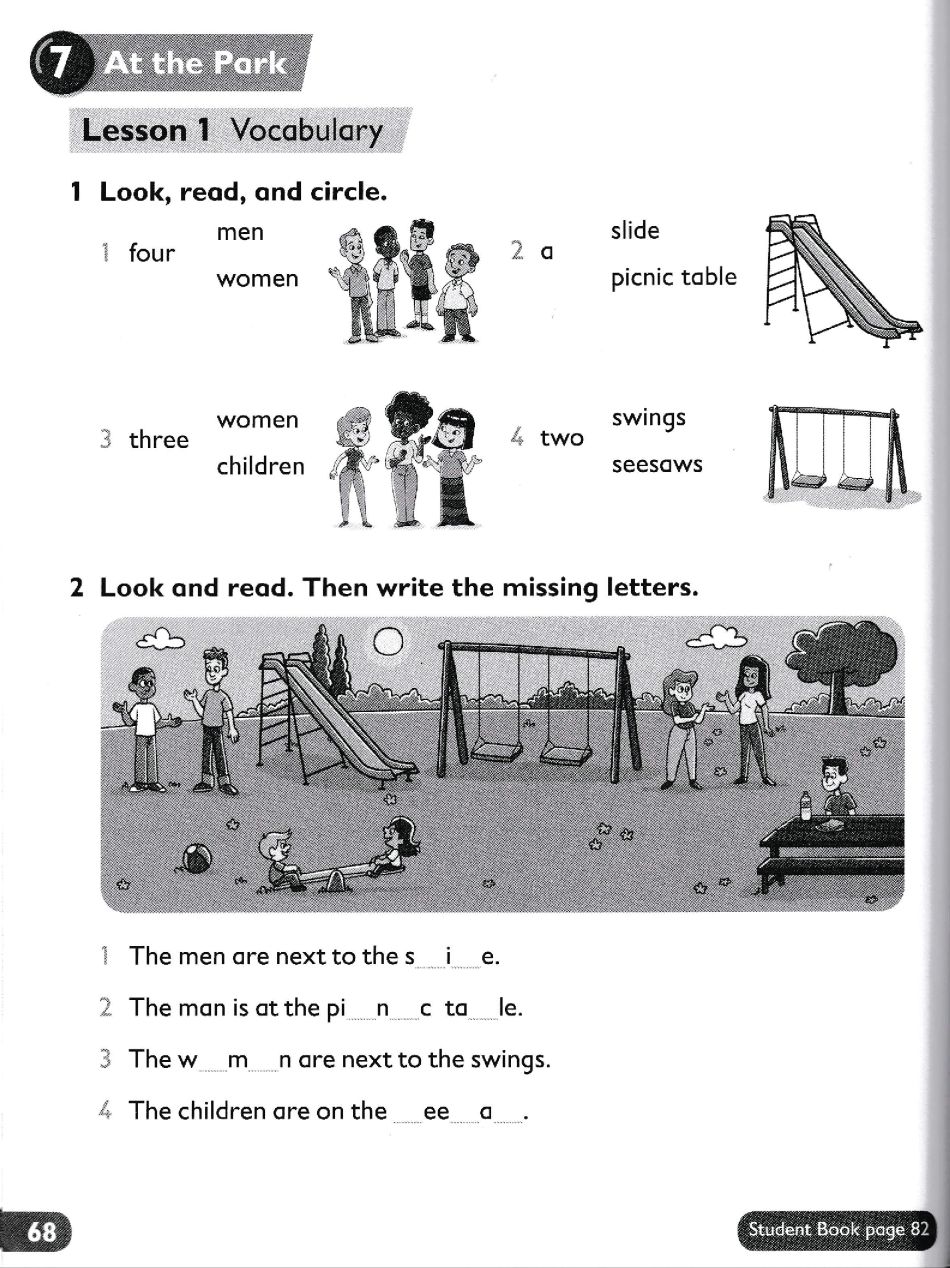 7 At the Park
Lesson 1 Vocabulary
1 Look, read, and circle.
1 four men women
2 a slide picnic table
3 three women children
4 two swings seesaws
2 Look and read. Then write the missing letters.
1 The men are next to the s__i__e.
2 The man is at the pi__n__c ta__le.
3 The w__m__n are next to the swings.
4 The children are on the __ee__a__.
68
Student Book page 82